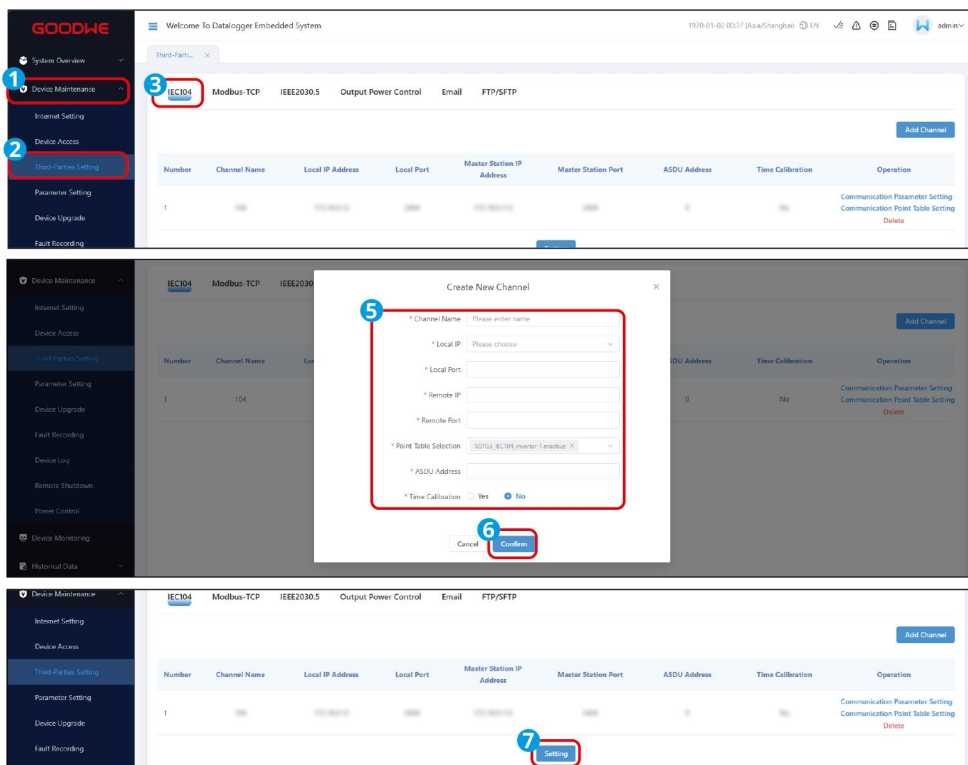 GOODWE
Welcome To Datalogger Embedded System
1970-01-02 00:37 (Asia/Shanghai) EN
admin
Third-Parti... ×
System Overview
1
Device Maintenance
Internet Setting
Device Access
2
Third-Parties Setting
Parameter Setting
Device Upgrade
Fault Recording
3
IEC104 Modbus-TCP IEEE2030.5 Output Power Control Email FTP/SFTP
Add Channel
Number Channel Name Local IP Address Local Port Master Station IP Address Master Station Port ASDU Address Time Calibration Operation
1
Communication Parameter Setting
Communication Point Table Setting
Delete
Device Maintenance
Internet Setting
Device Access
Third-Parties Setting
Parameter Setting
Device Upgrade
Fault Recording
Device Log
Remote Shutdown
Power Control
Device Monitoring
Historical Data
IEC104 Modbus-TCP IEEE2030
Add Channel
Number Channel Name Loc ADDU Address Time Calibration Operation
1 104 0 No
Communication Parameter Setting
Communication Point Table Setting
Delete
Create New Channel ×
5
* Channel Name Please enter name
* Local IP Please choose
* Local Port
* Remote IP
* Remote Port
* Point Table Selection SDTG3_IEC104_inverter-1.modbus ×
* ASDU Address
* Time Calibration Yes No
6
Cancel Confirm
Device Maintenance
Internet Setting
Device Access
Third-Parties Setting
Parameter Setting
Device Upgrade
Fault Recording
IEC104 Modbus-TCP IEEE2030.5 Output Power Control Email FTP/SFTP
Add Channel
Number Channel Name Local IP Address Local Port Master Station IP Address Master Station Port ASDU Address Time Calibration Operation
1
Communication Parameter Setting
Communication Point Table Setting
Delete
7
Setting